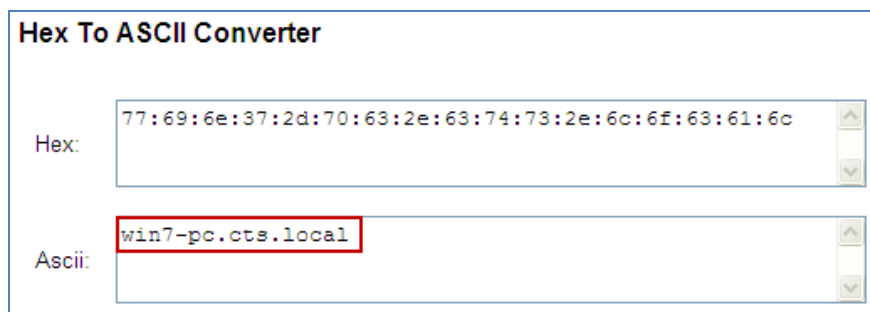 Hex To ASCII Converter
Hex:
77:69:6e:37:2d:70:63:2e:63:74:73:2e:6c:6f:63:61:6c
Ascii:
win7-pc.cts.local